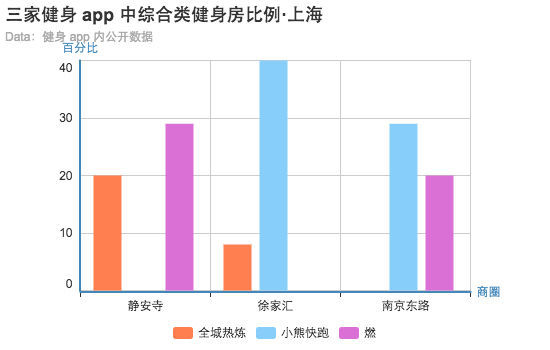 三家健身 app 中综合类健身房比例·上海
Data：健身 app 内公开数据
百分比
40
30
20
10
0
静安寺 徐家汇 南京东路
商圈
全城热炼 小熊快跑 燃